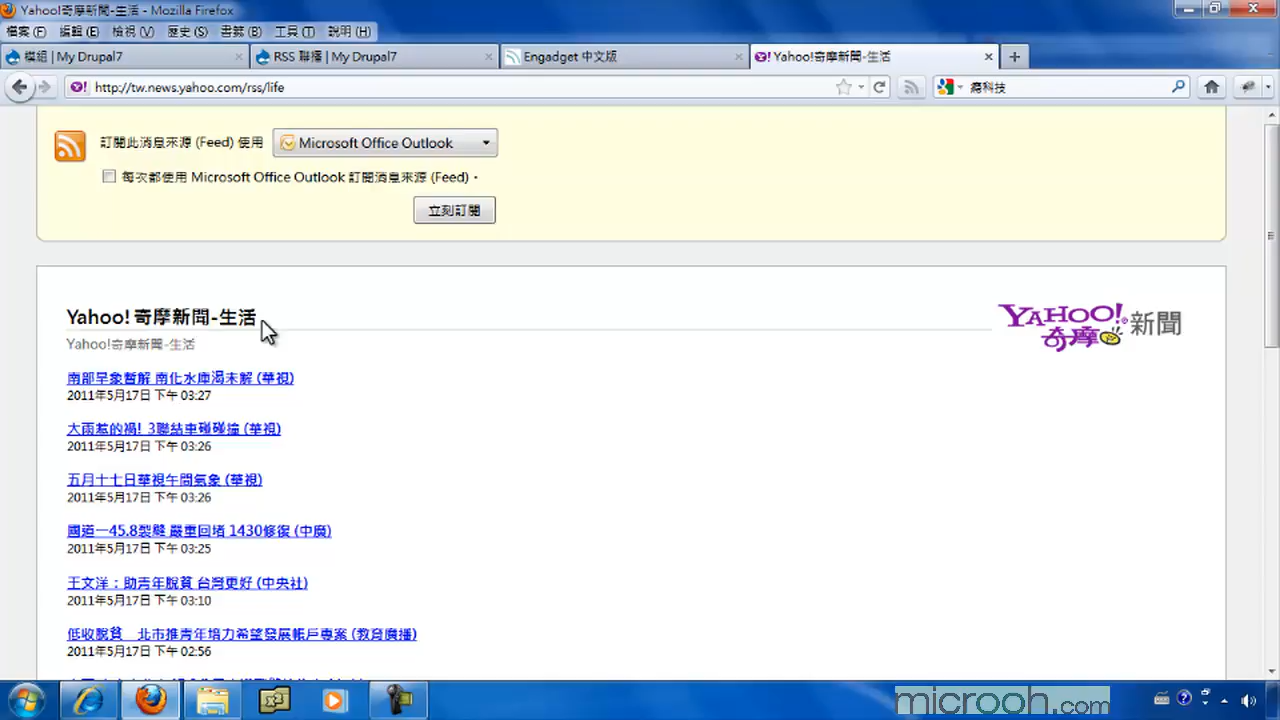 Yahoo!奇摩新聞-生活 - Mozilla Firefox
檔案(F) 編輯(E) 檢視(V) 歷史(S) 書籤(B) 工具(T) 說明(H)
模組 | My Drupal7
RSS 聯播 | My Drupal7
Engadget 中文版
Yahoo!奇摩新聞-生活
http://tw.news.yahoo.com/rss/life
癮科技
訂閱此消息來源 (Feed) 使用
Microsoft Office Outlook
每次都使用 Microsoft Office Outlook 訂閱消息來源 (Feed)。
立刻訂閱
Yahoo!奇摩新聞-生活
YAHOO!奇摩 新聞
Yahoo!奇摩新聞-生活
南部旱象暫解 南化水庫渴未解 (華視)
2011年5月17日 下午 03:27
大雨惹的禍! 3聯結車碰碰撞 (華視)
2011年5月17日 下午 03:26
五月十七日華視午間氣象 (華視)
2011年5月17日 下午 03:26
國道一45.8裂縫 嚴重回堵 1430修復 (中廣)
2011年5月17日 下午 03:25
王文洋：助青年脫貧 台灣更好 (中央社)
2011年5月17日 下午 03:10
低收脫貧 北市推青年培力希望發展帳戶專案 (教育廣播)
2011年5月17日 下午 02:56
microoh.com